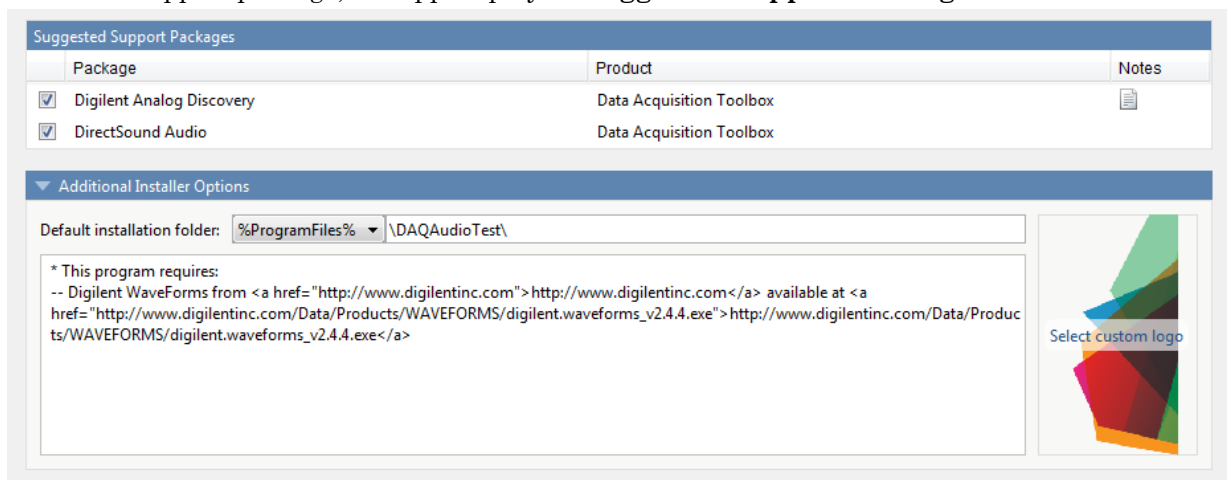 Suggested Support Packages
Package Product Notes
Digilent Analog Discovery Data Acquisition Toolbox
DirectSound Audio Data Acquisition Toolbox
Additional Installer Options
Default installation folder: %ProgramFiles% \DAQAudioTest\
* This program requires:
-- Digilent WaveForms from <a href="http://www.digilentinc.com">http://www.digilentinc.com</a> available at <a
href="http://www.digilentinc.com/Data/Products/WAVEFORMS/digilent.waveforms_v2.4.4.exe">http://www.digilentinc.com/Data/Produc
ts/WAVEFORMS/digilent.waveforms_v2.4.4.exe</a>
Select custom logo